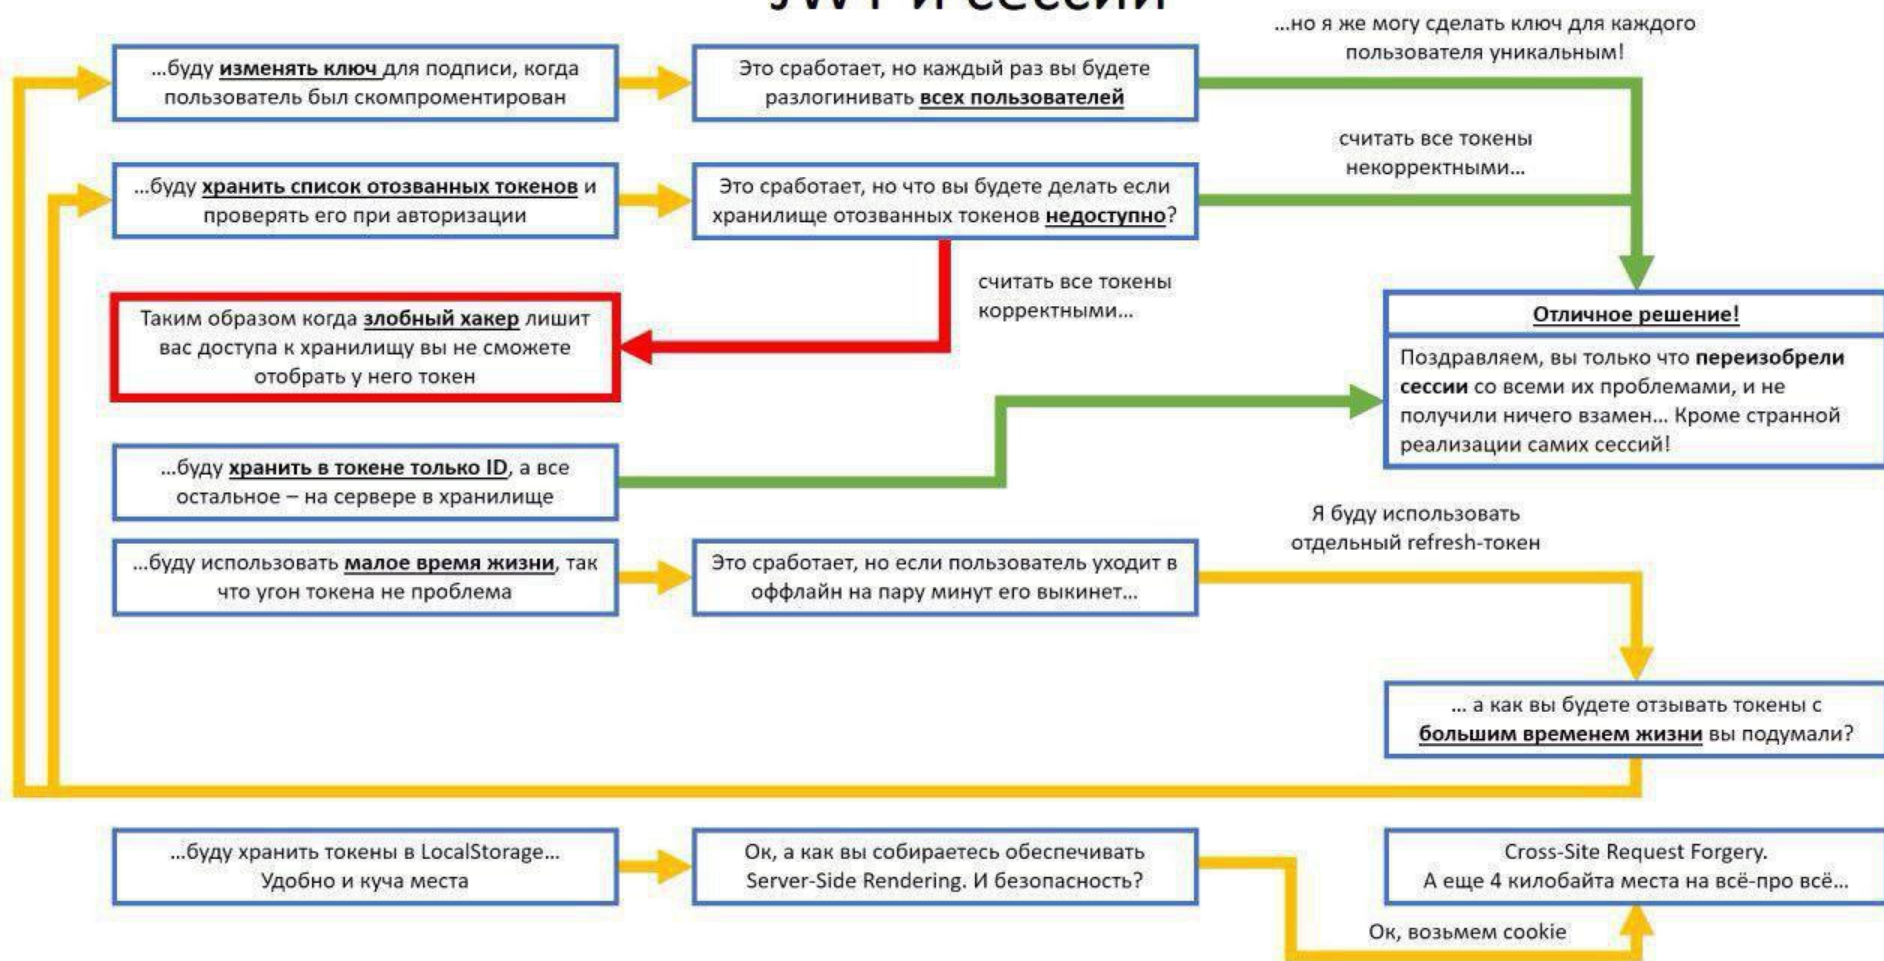 JWT и сессии
...но я же могу сделать ключ для каждого
пользователя уникальным!
...буду изменять ключ для подписи, когда
пользователь был скомпроментирован
Это сработает, но каждый раз вы будете
разлогинивать всех пользователей
считать все токены
некорректными...
...буду хранить список отозванных токенов и
проверять его при авторизации
Это сработает, но что вы будете делать если
хранилище отозванных токенов недоступно?
считать все токены
корректными...
Таким образом когда злобный хакер лишит
вас доступа к хранилищу вы не сможете
отобрать у него токен
Отличное решение!
Поздравляем, вы только что переизобрели
сессии со всеми их проблемами, и не
получили ничего взамен... Кроме странной
реализации самих сессий!
...буду хранить в токене только ID, а все
остальное – на сервере в хранилище
Я буду использовать
отдельный refresh-токен
...буду использовать малое время жизни, так
что угон токена не проблема
Это сработает, но если пользователь уходит в
оффлайн на пару минут его выкинет...
... а как вы будете отзывать токены с
большим временем жизни вы подумали?
...буду хранить токены в LocalStorage...
Удобно и куча места
Ок, а как вы собираетесь обеспечивать
Server-Side Rendering. И безопасность?
Cross-Site Request Forgery.
А еще 4 килобайта места на всё-про всё...
Ок, возьмем cookie